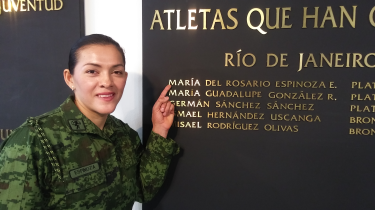 JUVENTUD
ATLETAS QUE HAN
RÍO DE JANEIRO
MARÍA DEL ROSARIO ESPINOZA E. PLAT
MARÍA GUADALUPE GONZÁLEZ R. PLAT
GERMÁN SÁNCHEZ SÁNCHEZ PLAT
ISMAEL HERNÁNDEZ USCANGA BRON
MISAEL RODRÍGUEZ OLIVAS BRON